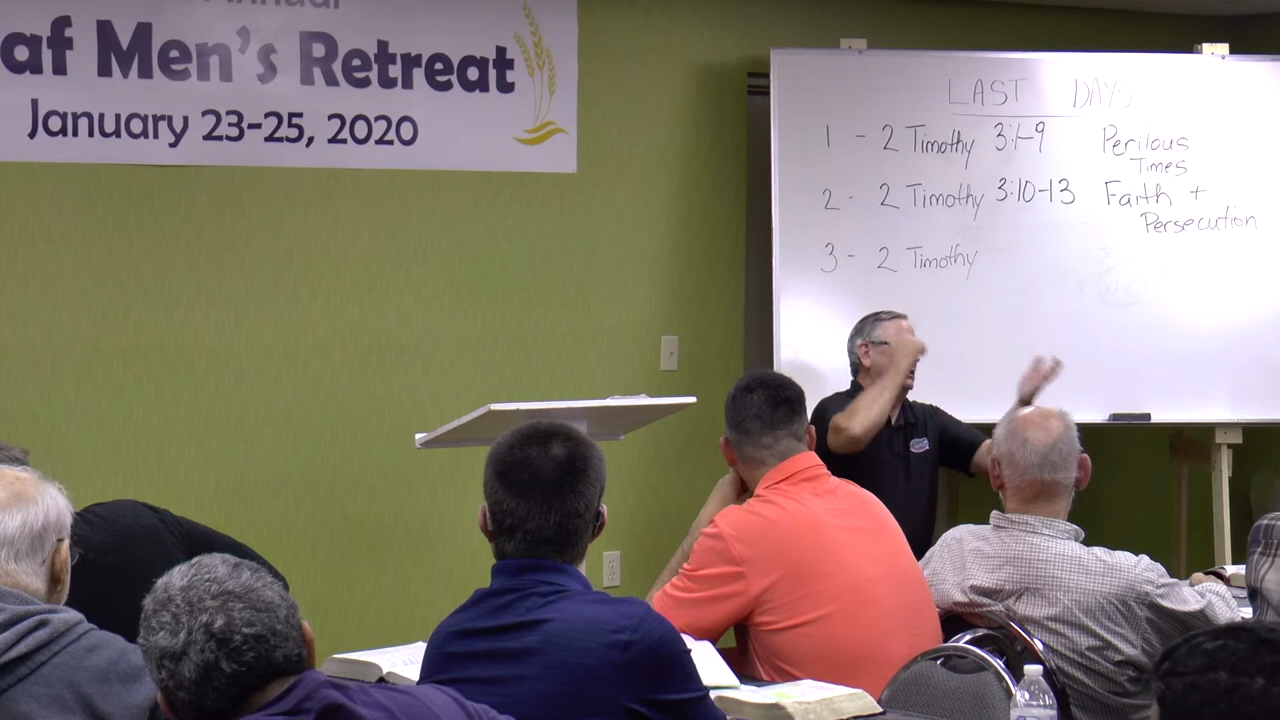 Annual
af Men's Retreat
January 23-25, 2020
LAST DAYS
1 - 2 Timothy 3:1-9 Perilous
Times
2 - 2 Timothy 3:10-13 Faith +
Persecution
3 - 2 Timothy